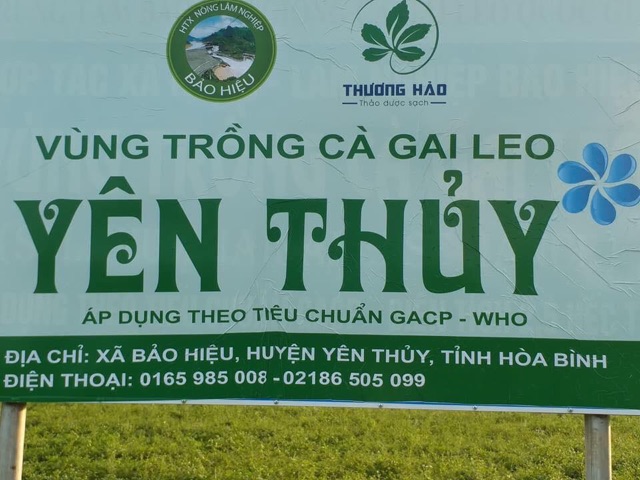 HTX NÔNG LÂM NGHIỆP
BẢO HIỆU
THƯƠNG HẢO
Thảo dược sạch
VÙNG TRỒNG CÀ GAI LEO
YÊN THỦY
ÁP DỤNG THEO TIÊU CHUẨN GACP - WHO
ĐỊA CHỈ: XÃ BẢO HIỆU, HUYỆN YÊN THỦY, TỈNH HÒA BÌNH
ĐIỆN THOẠI: 0165 985 008 -02186 505 099